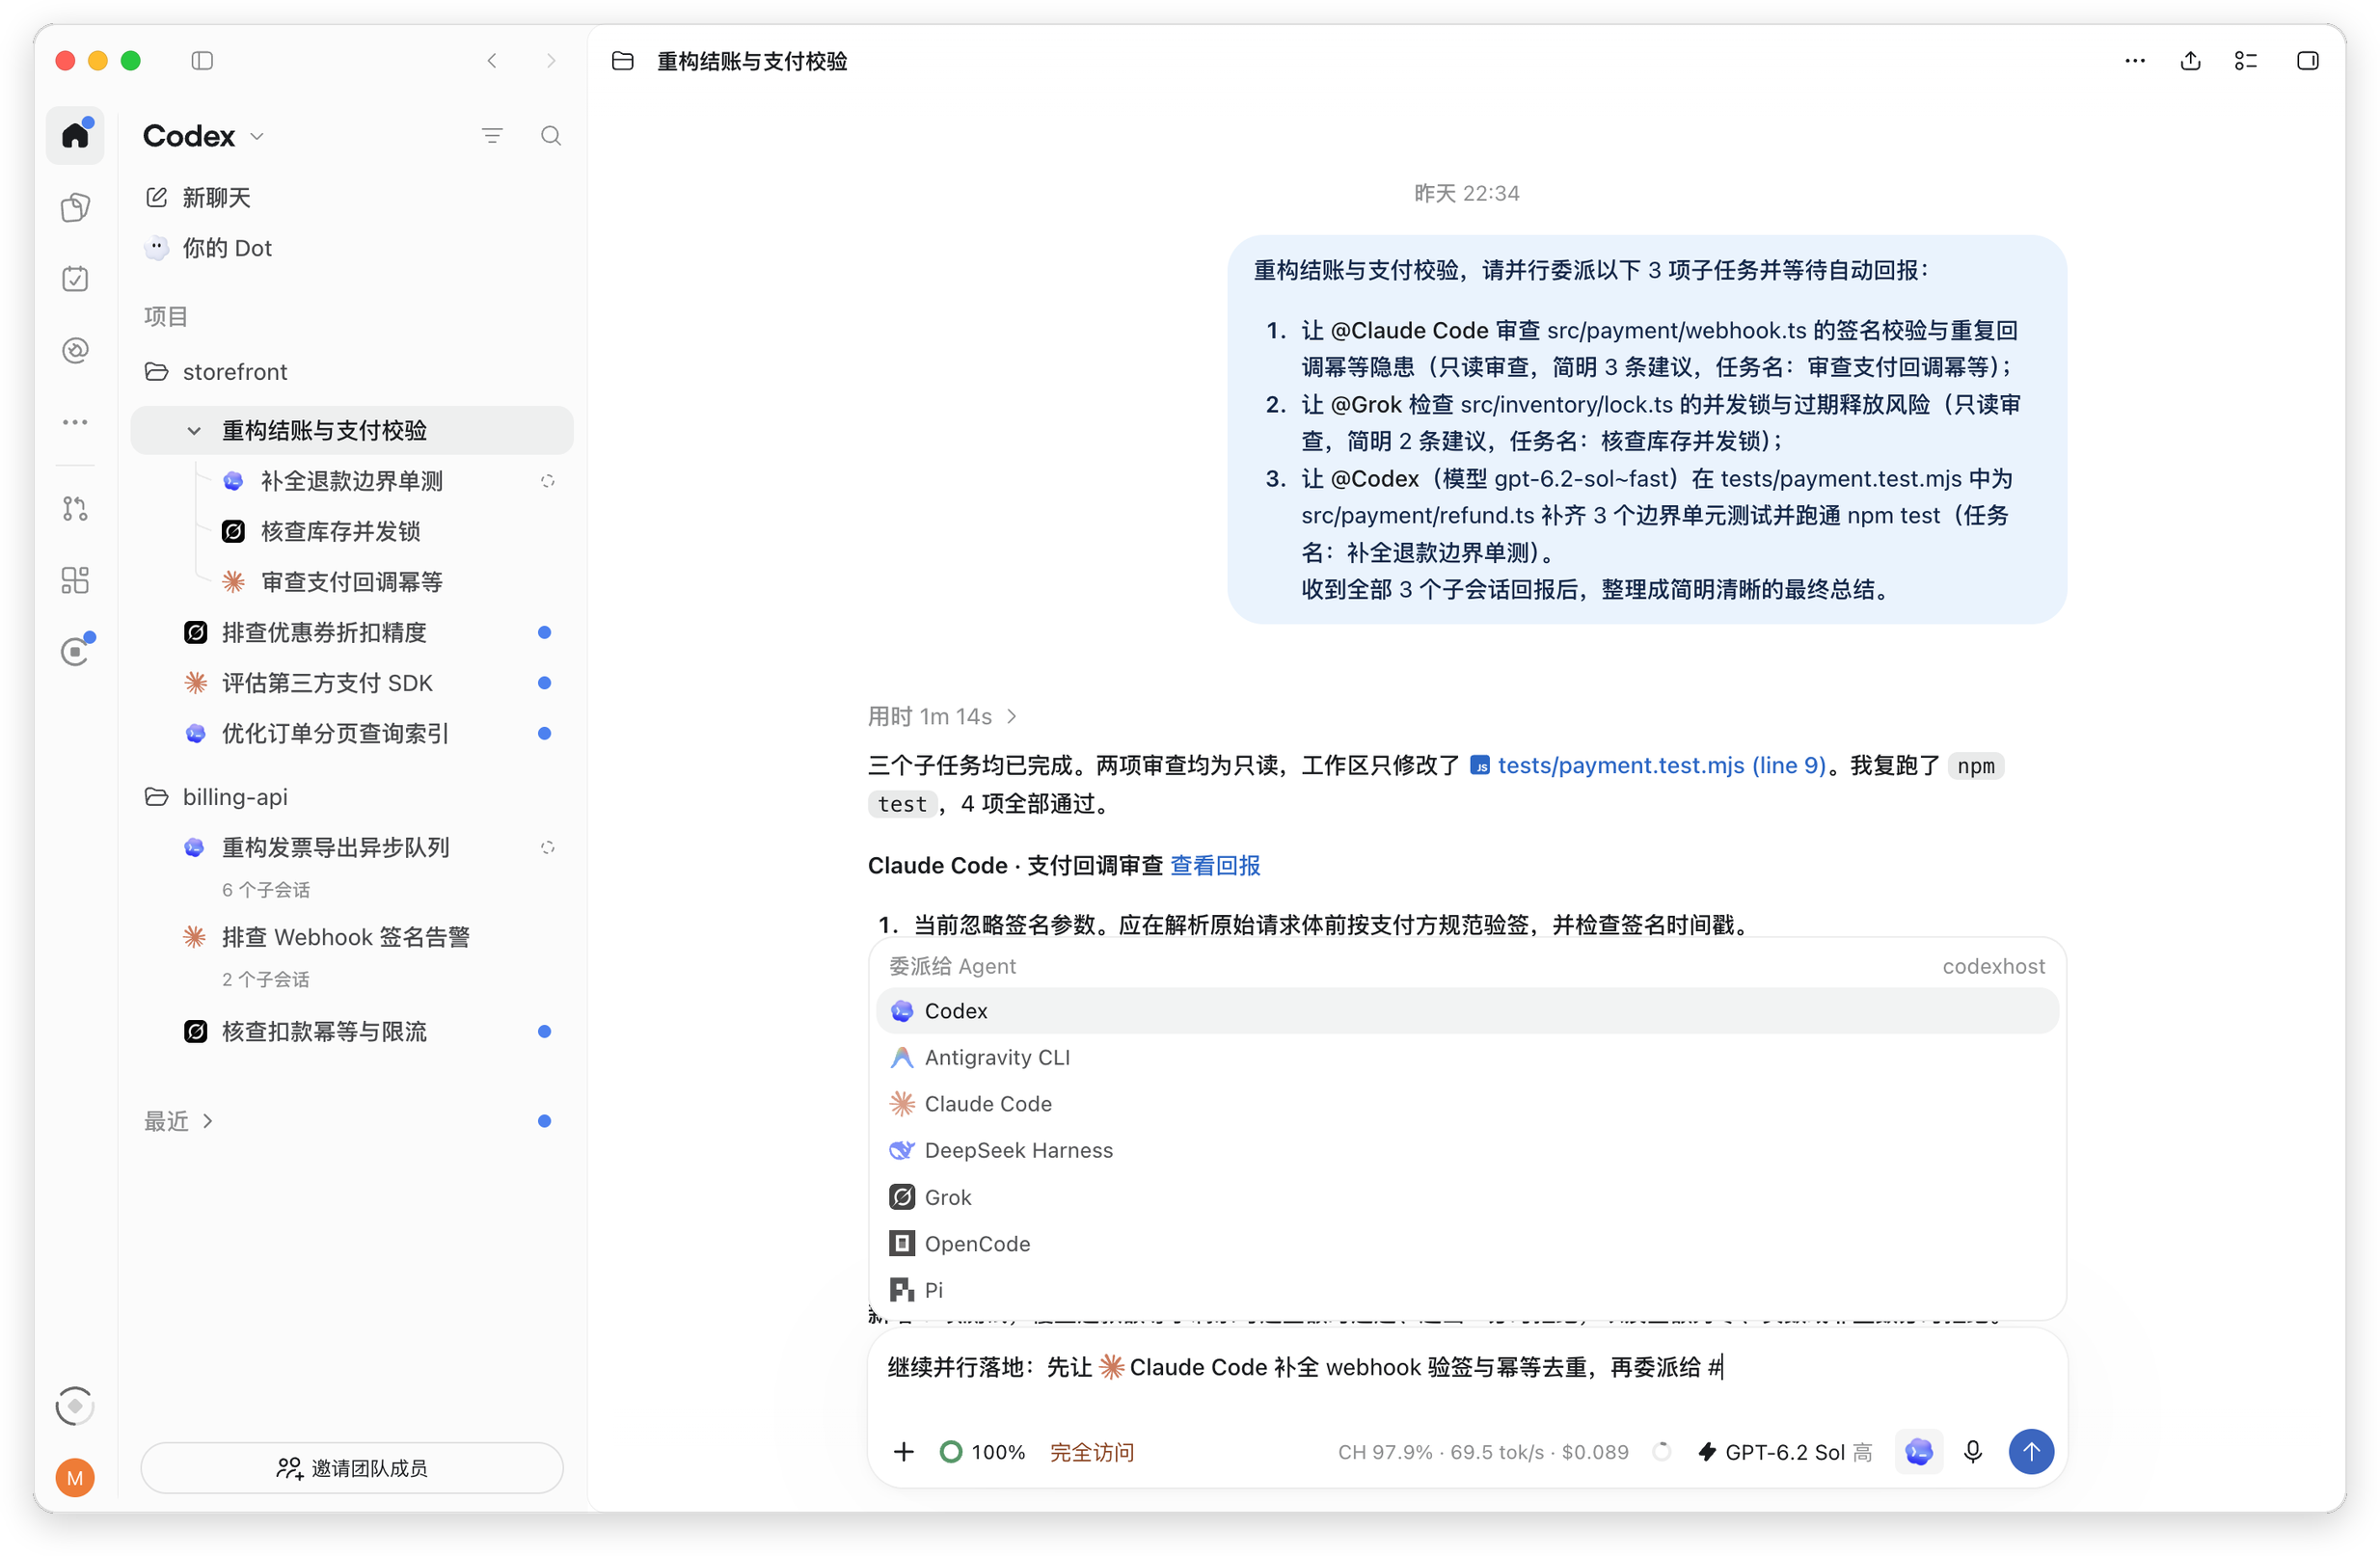 重构结账与支付校验
Codex
新聊天
你的 Dot
项目
storefront
重构结账与支付校验
补全退款边界单测
核查库存并发锁
审查支付回调幂等
排查优惠券折扣精度
评估第三方支付 SDK
优化订单分页查询索引
billing-api
重构发票导出异步队列
6 个子会话
排查 Webhook 签名告警
2 个子会话
核查扣款幂等与限流
最近
M
邀请团队成员
昨天 22:34
重构结账与支付校验，请并行委派以下 3 项子任务并等待自动回报：
1. 让 @Claude Code 审查 src/payment/webhook.ts 的签名校验与重复回
调幂等隐患（只读审查，简明 3 条建议，任务名：审查支付回调幂等）；
2. 让 @Grok 检查 src/inventory/lock.ts 的并发锁与过期释放风险（只读审
查，简明 2 条建议，任务名：核查库存并发锁）；
3. 让 @Codex（模型 gpt-6.2-sol~fast）在 tests/payment.test.mjs 中为
src/payment/refund.ts 补齐 3 个边界单元测试并跑通 npm test（任务
名：补全退款边界单测）。
收到全部 3 个子会话回报后，整理成简明清晰的最终总结。
用时 1m 14s
三个子任务均已完成。两项审查均为只读，工作区只修改了 JS tests/payment.test.mjs (line 9)。我复跑了 npm
test，4 项全部通过。
Claude Code · 支付回调审查 查看回报
1. 当前忽略签名参数。应在解析原始请求体前按支付方规范验签，并检查签名时间戳。
委派给 Agent codexhost
Codex
Antigravity CLI
Claude Code
DeepSeek Harness
Grok
OpenCode
Pi
继续并行落地：先让 Claude Code 补全 webhook 验签与幂等去重，再委派给 #
100% 完全访问 CH 97.9% · 69.5 tok/s · $0.089 GPT-6.2 Sol 高